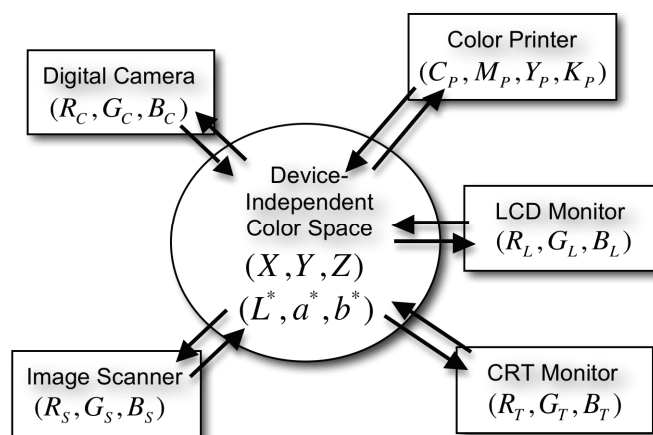 Color Printer
(C_P, M_P, Y_P, K_P)
Digital Camera
(R_C, G_C, B_C)
Device-
Independent
Color Space
(X, Y, Z)
(L*, a*, b*)
LCD Monitor
(R_L, G_L, B_L)
Image Scanner
(R_S, G_S, B_S)
CRT Monitor
(R_T, G_T, B_T)